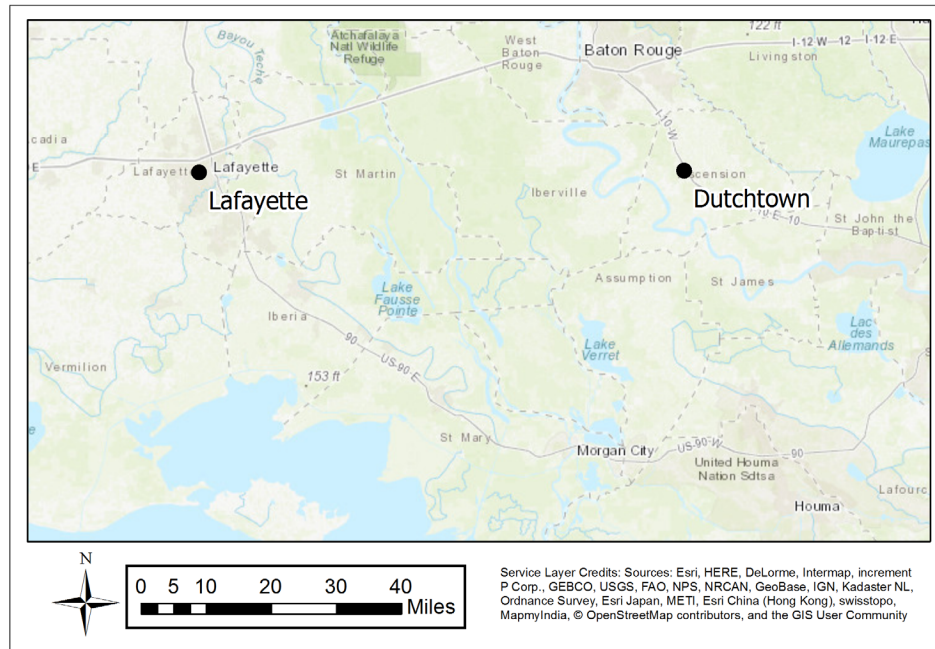 Atchafalaya
Natl Wildlife
Refuge
Bayou Teche
West
Baton
Rouge
Baton Rouge
122 ft
I-12 W
12
I-12 E
Livingston
cadia
I-10-W
Lake
Maurepas
E
Lafayette
Lafayette
Lafayette
St Martin
Iberville
scension
Dutchtown
10-E
10
St John the
Baptist
Assumption
St James
Lake
Fausse
Pointe
Iberia
90
US-90-E
Lake
Verret
Lac
des
Allemands
Vermilion
153 ft
St Mary
Morgan City
US-90-W
90
United Houma
Nation Sdtsa
Lafourc
Houma
N
0 5 10 20 30 40
Miles
Service Layer Credits: Sources: Esri, HERE, DeLorme, Intermap, increment
P Corp., GEBCO, USGS, FAO, NPS, NRCAN, GeoBase, IGN, Kadaster NL,
Ordnance Survey, Esri Japan, METI, Esri China (Hong Kong), swisstopo,
MapmyIndia, © OpenStreetMap contributors, and the GIS User Community